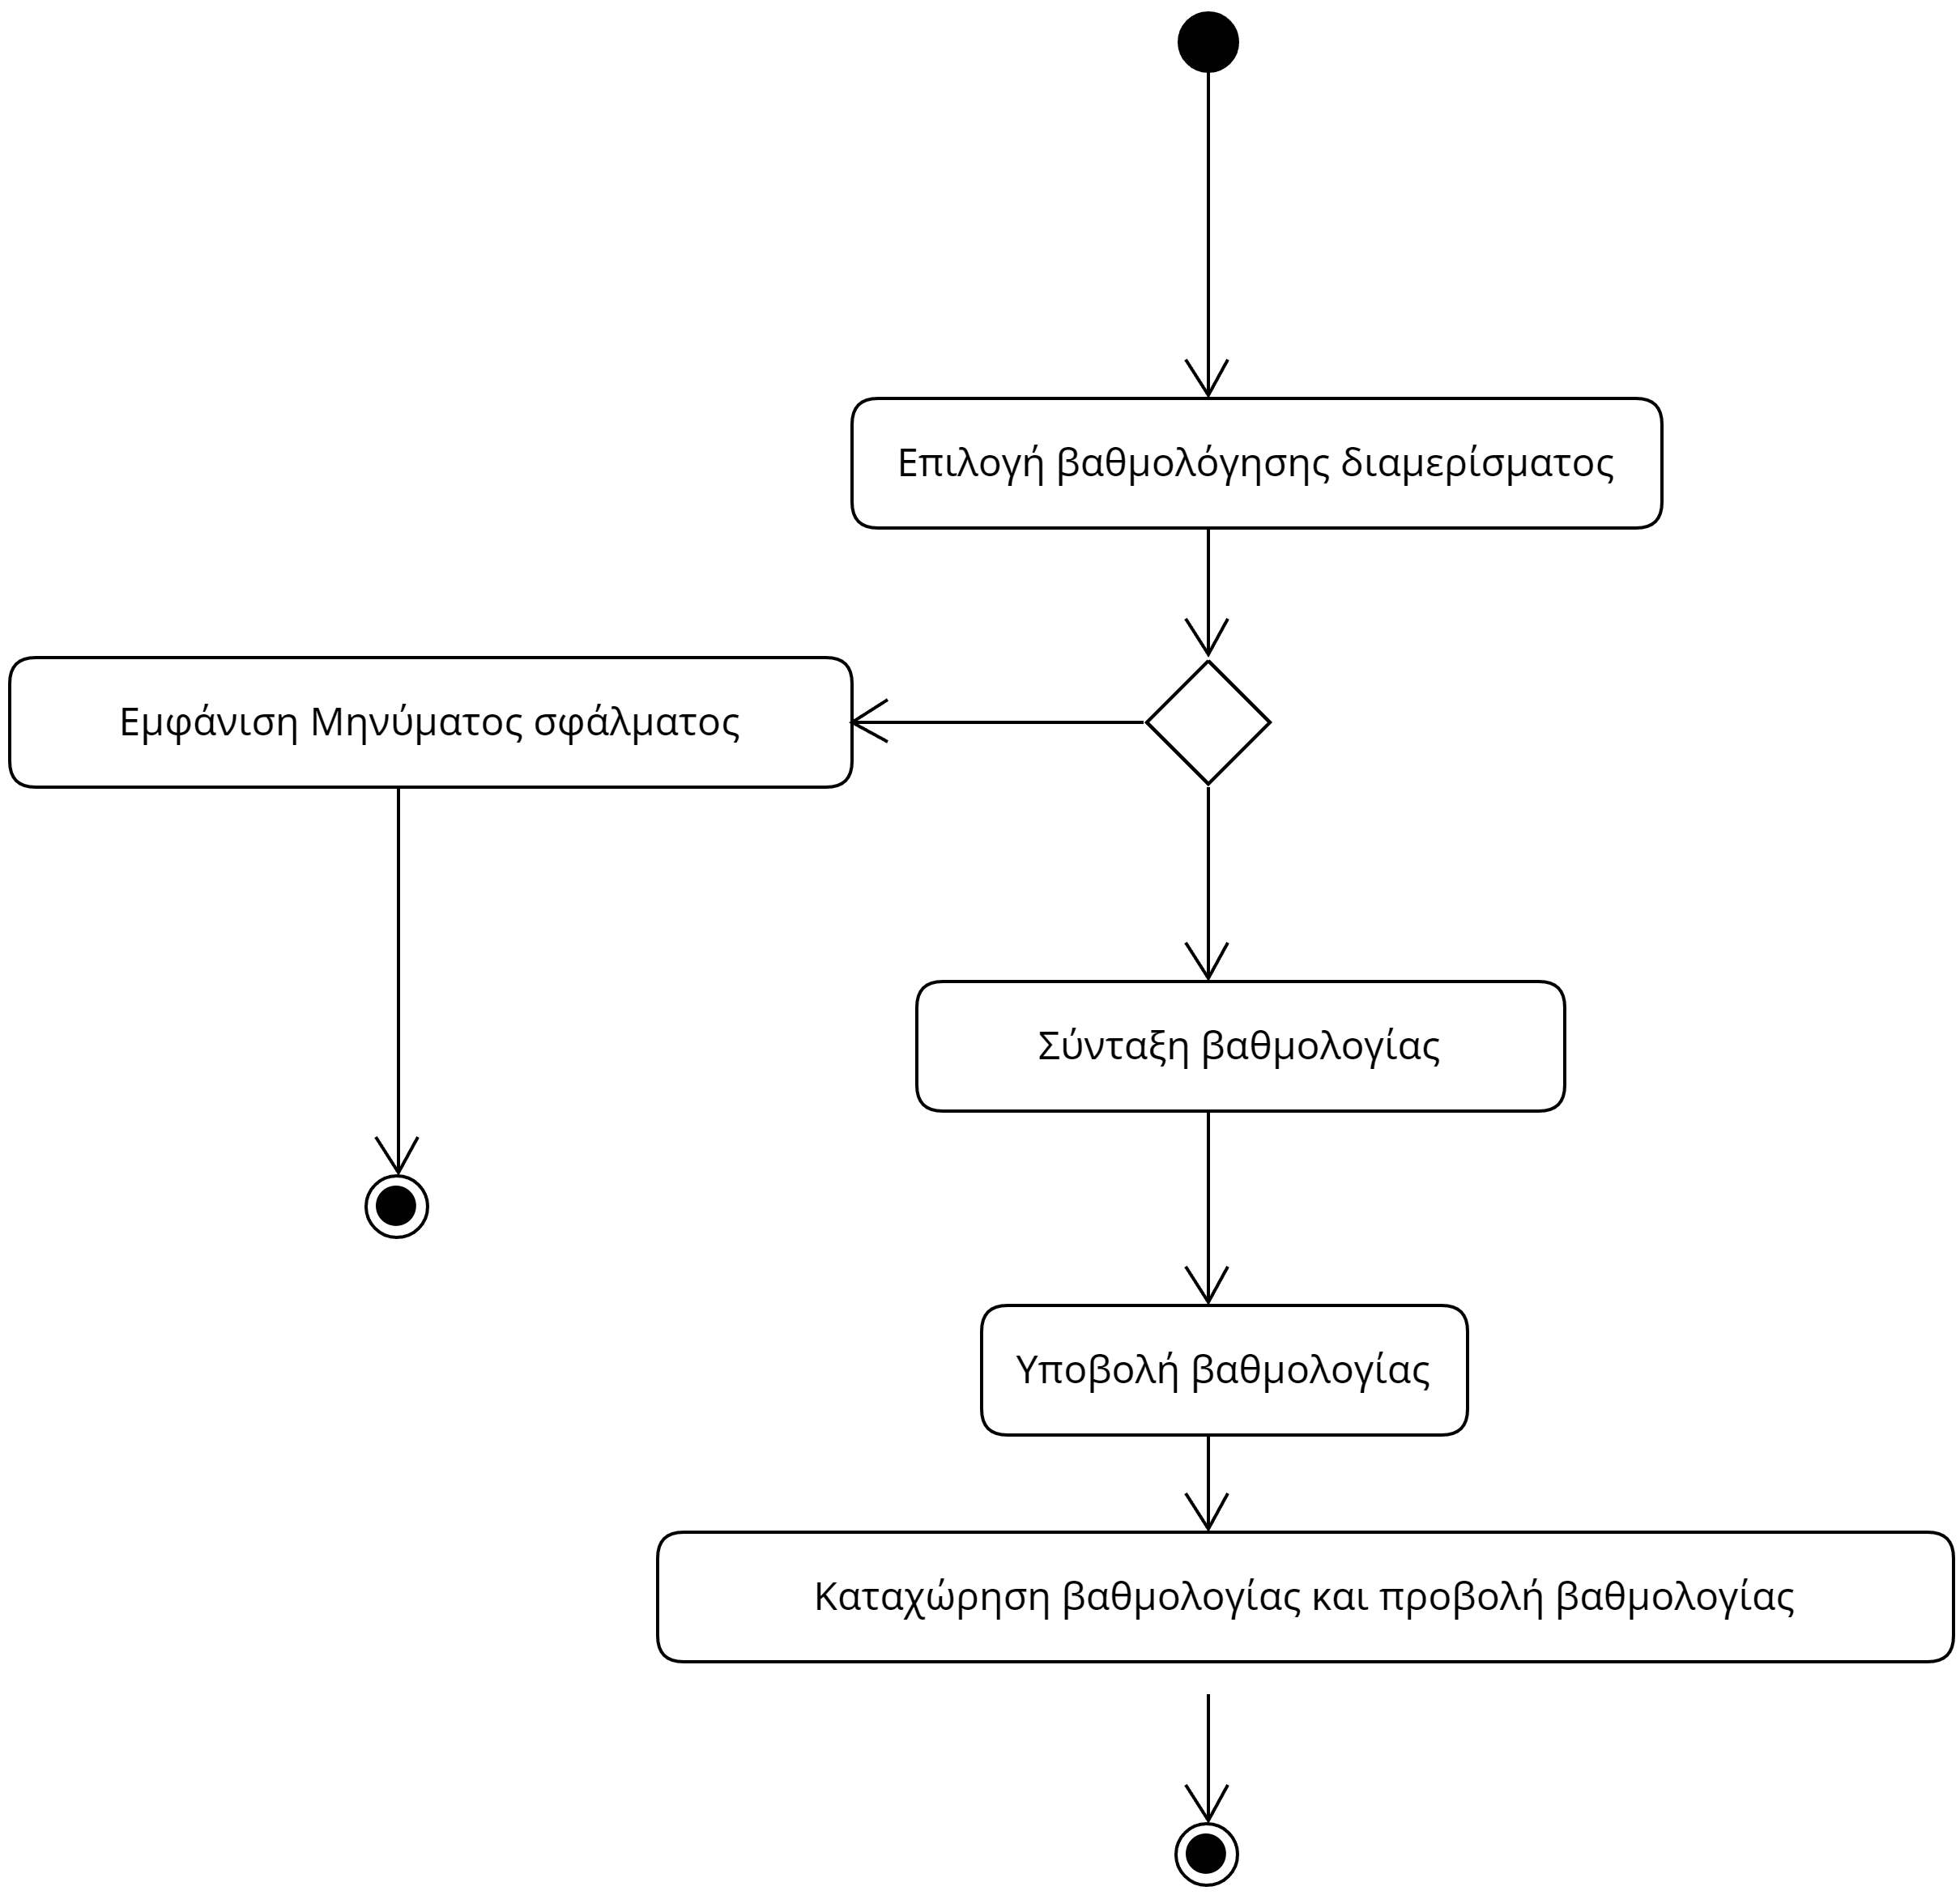 Επιλογή βαθμολόγησης διαμερίσματος
Εμφάνιση Μηνύματος σφάλματος
Σύνταξη βαθμολογίας
Υποβολή βαθμολογίας
Καταχώρηση βαθμολογίας και προβολή βαθμολογίας